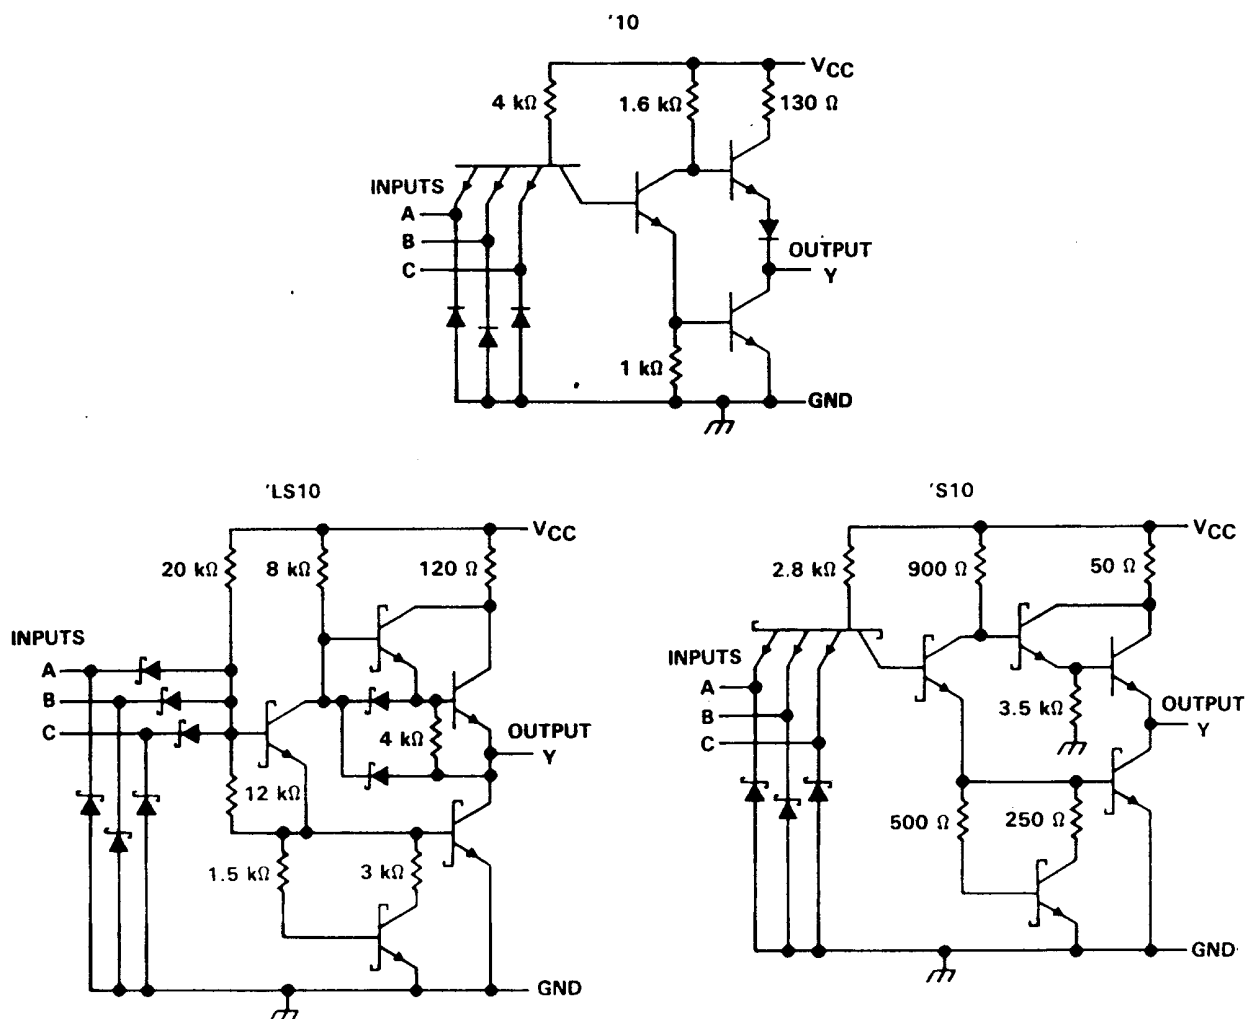 '10
VCC
4 kΩ
1.6 kΩ
130 Ω
INPUTS
A
B
C
OUTPUT
Y
1 kΩ
GND
'LS10
VCC
20 kΩ
8 kΩ
120 Ω
INPUTS
A
B
C
OUTPUT
Y
4 kΩ
12 kΩ
1.5 kΩ
3 kΩ
GND
'S10
VCC
2.8 kΩ
900 Ω
50 Ω
INPUTS
A
B
C
OUTPUT
Y
3.5 kΩ
500 Ω
250 Ω
GND